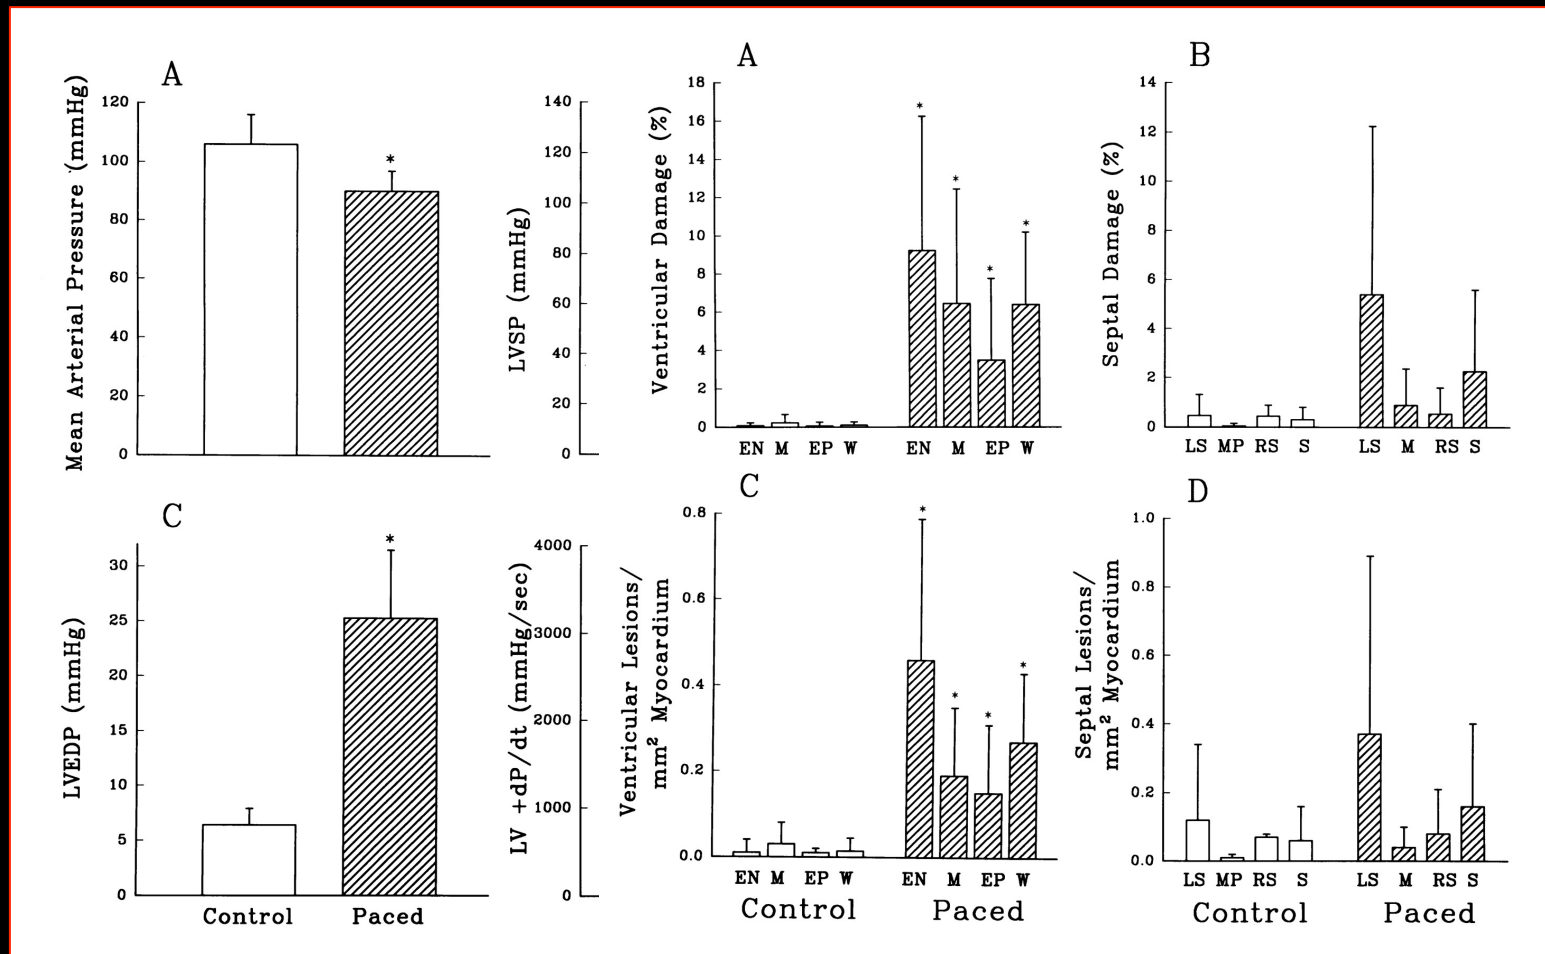 A
Mean Arterial Pressure (mmHg)
120
100
80
60
40
20
0
*
LVSP (mmHg)
140
120
100
80
60
40
20
0
A
Ventricular Damage (%)
18
16
14
12
10
8
6
4
2
0
* * * *
EN M EP W EN M EP W
B
Septal Damage (%)
14
12
10
8
6
4
2
0
LS MP RS S LS M RS S
C
LVEDP (mmHg)
30
25
20
15
10
5
0
*
Control Paced
LV +dP/dt (mmHg/sec)
4000
3000
2000
1000
0
C
Ventricular Lesions/
mm² Myocardium
0.8
0.6
0.4
0.2
0.0
* * * *
EN M EP W EN M EP W
Control Paced
D
Septal Lesions/
mm² Myocardium
1.0
0.8
0.6
0.4
0.2
0.0
LS MP RS S LS M RS S
Control Paced